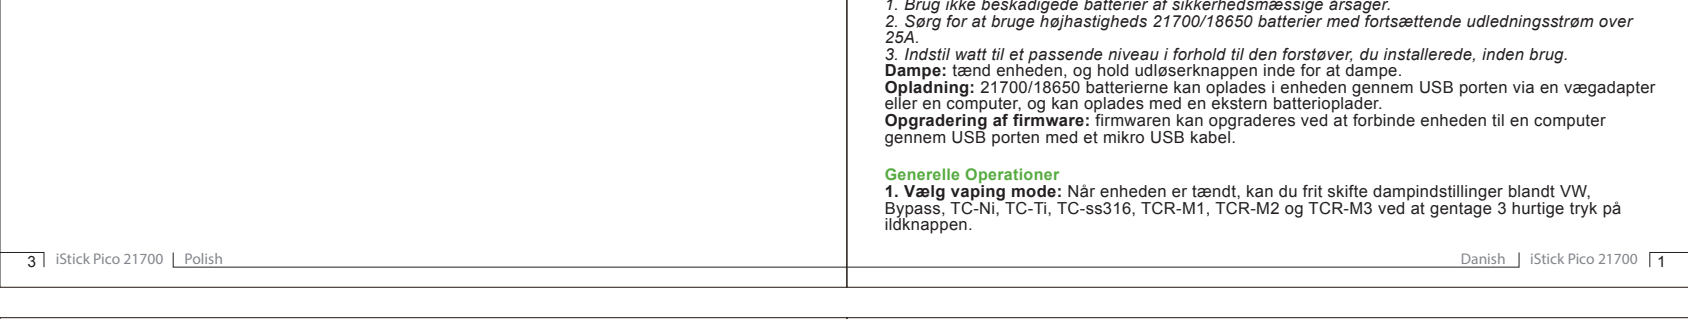 1. Brug ikke beskadigede batterier af sikkerhedsmæssige årsager.
2. Sørg for at bruge højhastigheds 21700/18650 batterier med fortsættende udledningsstrøm over
25A.
3. Indstil watt til et passende niveau i forhold til den forstøver, du installerede, inden brug.
Dampe: tænd enheden, og hold udløserknappen inde for at dampe.
Opladning: 21700/18650 batterierne kan oplades i enheden gennem USB porten via en vægadapter
eller en computer, og kan oplades med en ekstern batterioplader.
Opgradering af firmware: firmwaren kan opgraderes ved at forbinde enheden til en computer
gennem USB porten med et mikro USB kabel.
Generelle Operationer
1. Vælg vaping mode: Når enheden er tændt, kan du frit skifte dampindstillinger blandt VW,
Bypass, TC-Ni, TC-Ti, TC-ss316, TCR-M1, TCR-M2 og TCR-M3 ved at gentage 3 hurtige tryk på
ildknappen.
3 iStick Pico 21700 Polish
Danish iStick Pico 21700 1